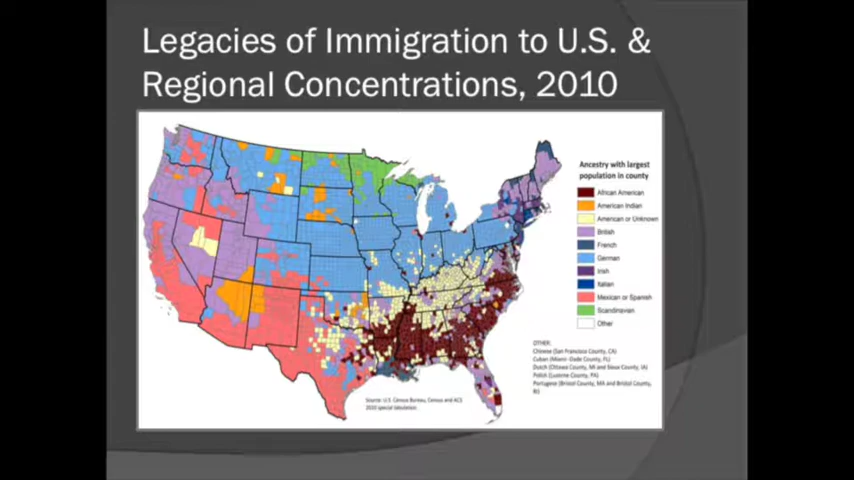 Legacies of Immigration to U.S. &
Regional Concentrations, 2010
Ancestry with largest
population in county
African American
American Indian
American or Unknown
British
French
German
Irish
Italian
Mexican or Spanish
Scandinavian
Other
OTHER:
Chinese (San Francisco County, CA)
Cuban (Miami-Dade County, FL)
Dutch (Ottawa County, MI and Sioux County, IA)
Polish (Luzerne County, PA)
Portugese (Bristol County, MA and Bristol County,
RI)
Source: U.S. Census Bureau, Census and ACS
2010 special tabulation